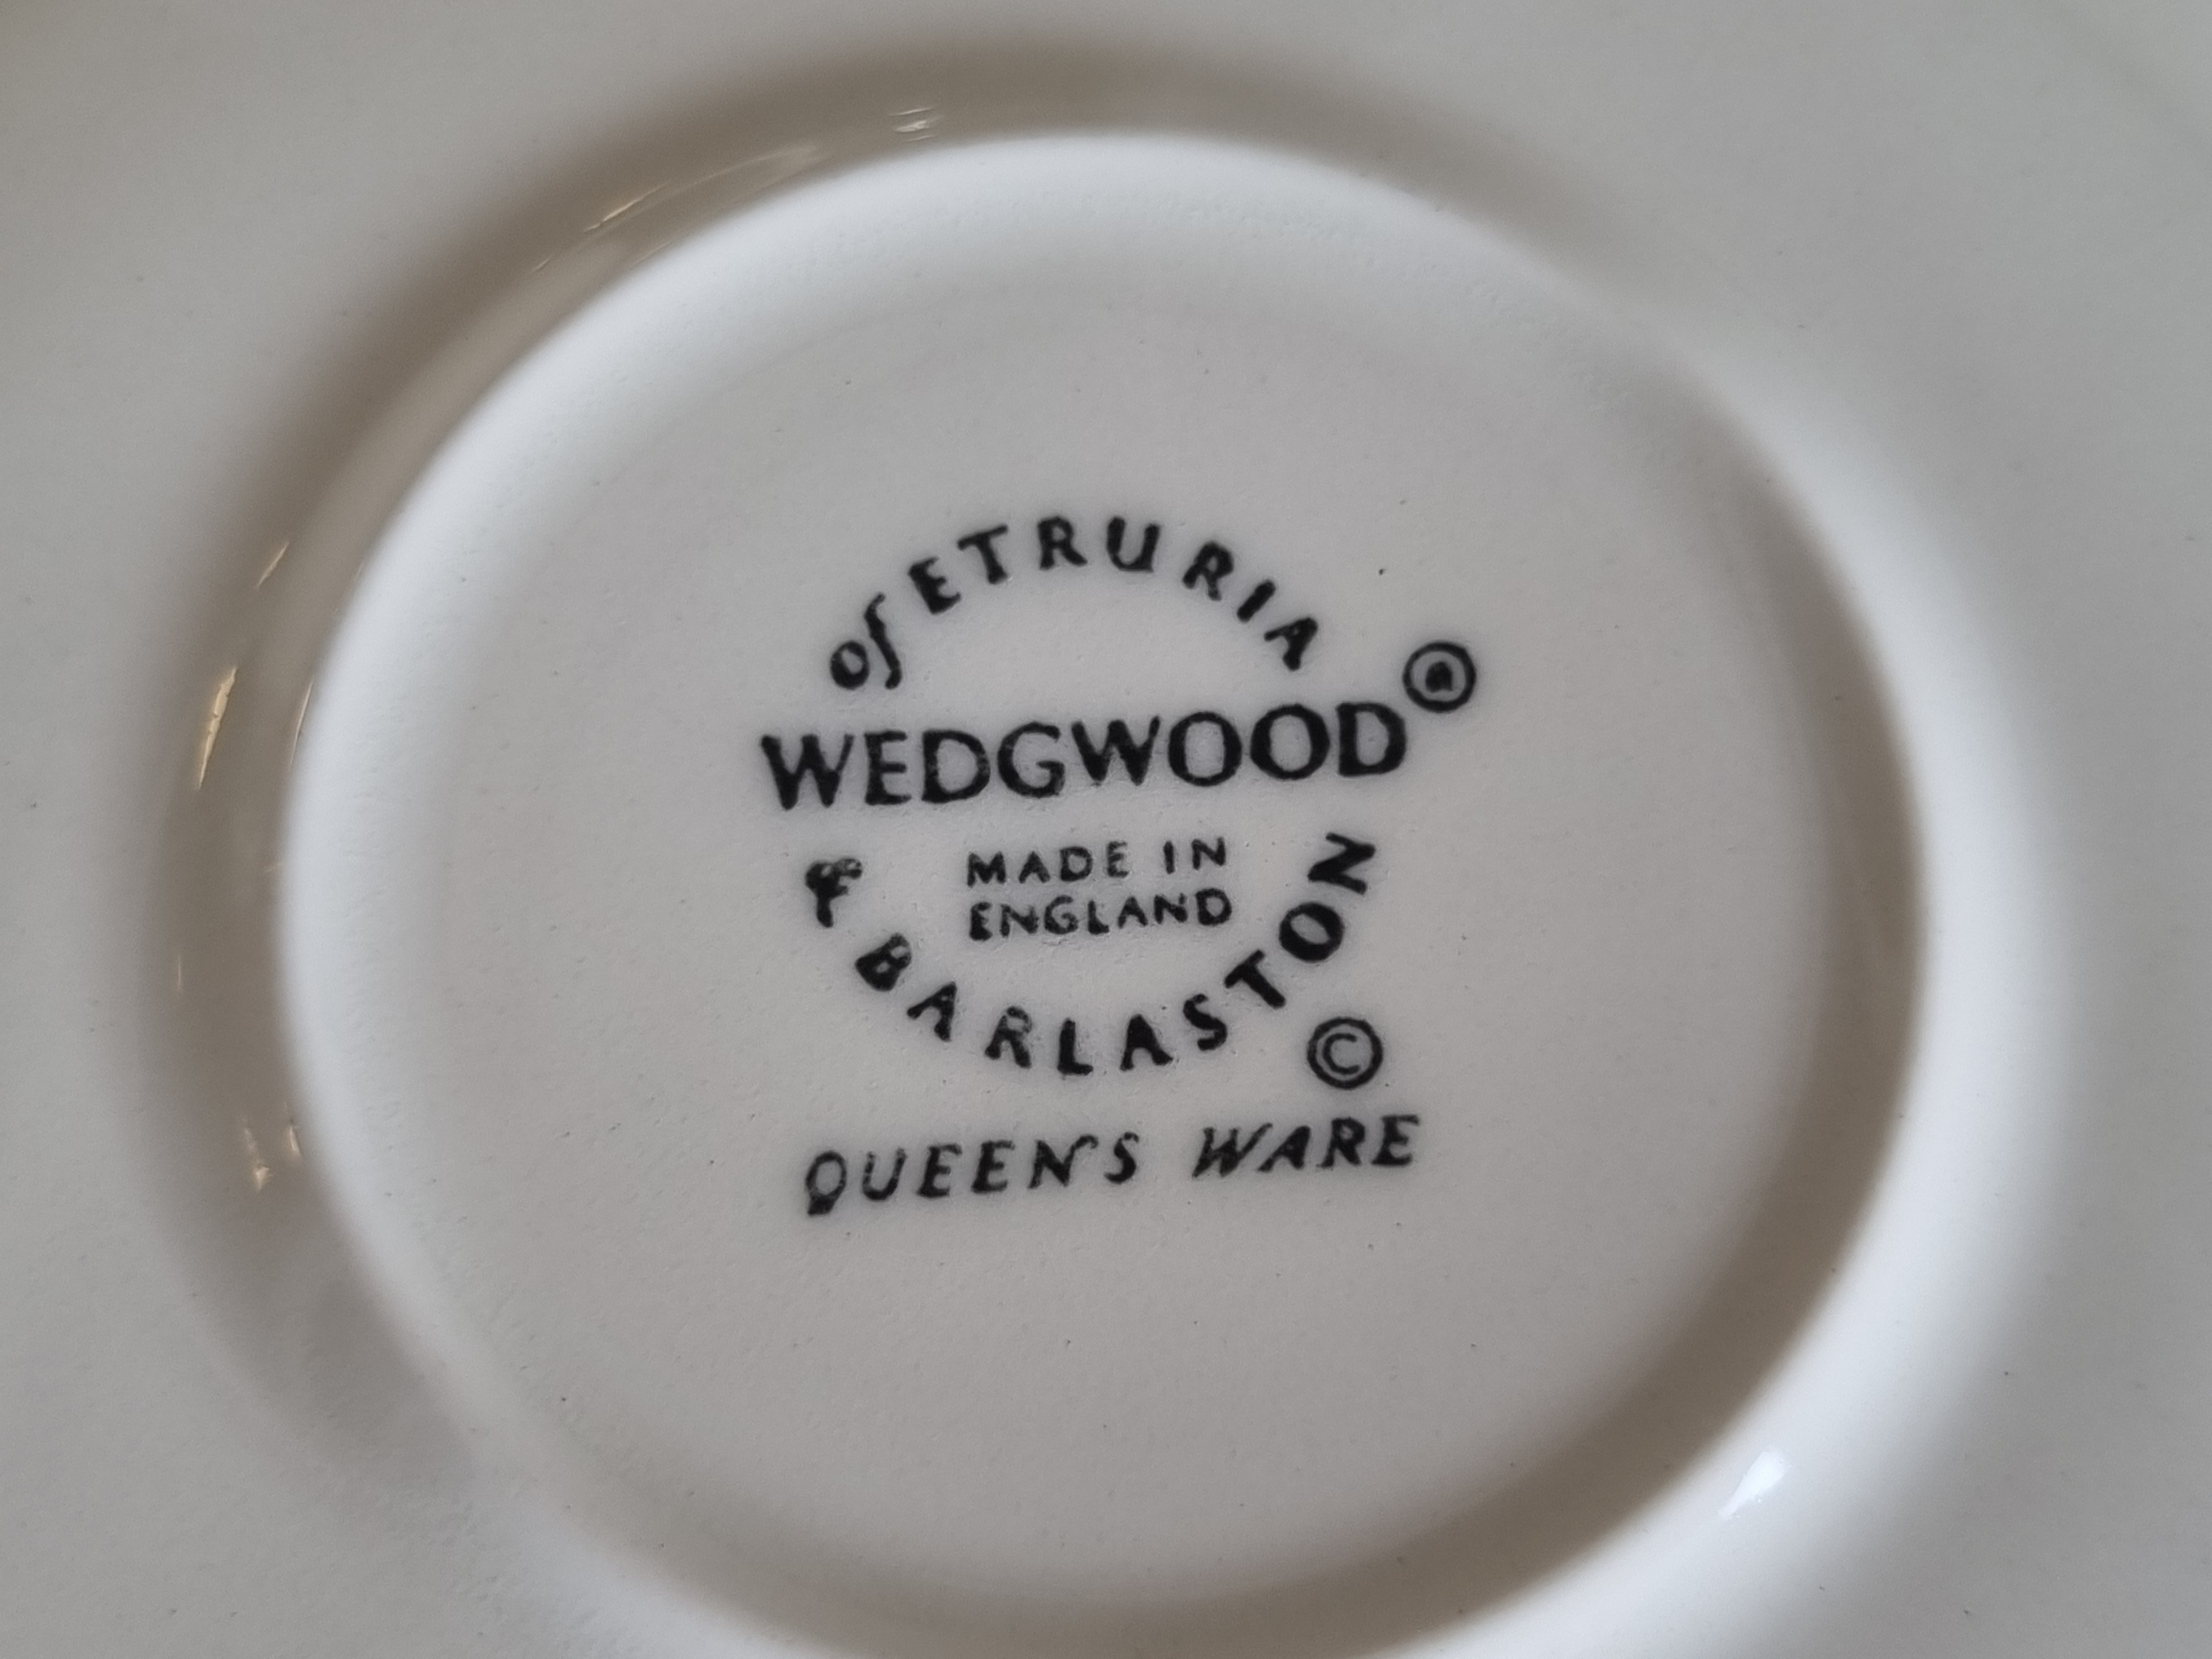 of ETRURIA
WEDGWOOD®
MADE IN
ENGLAND
& BARLASTON
©
QUEEN'S WARE